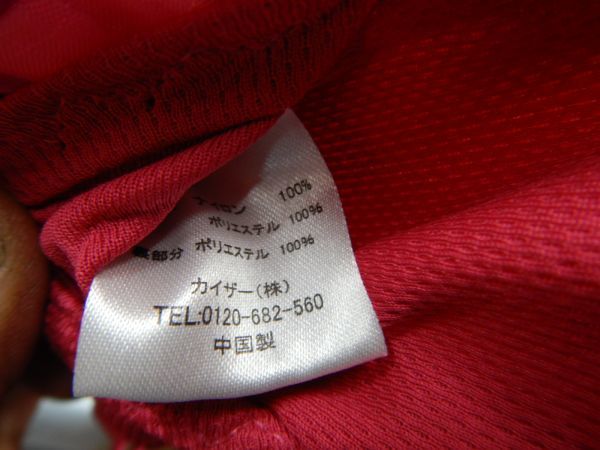 ナイロン 100%
ポリエステル 100%
部分 ポリエステル 100%
カイザー(株)
TEL:0120-682-560
中国製